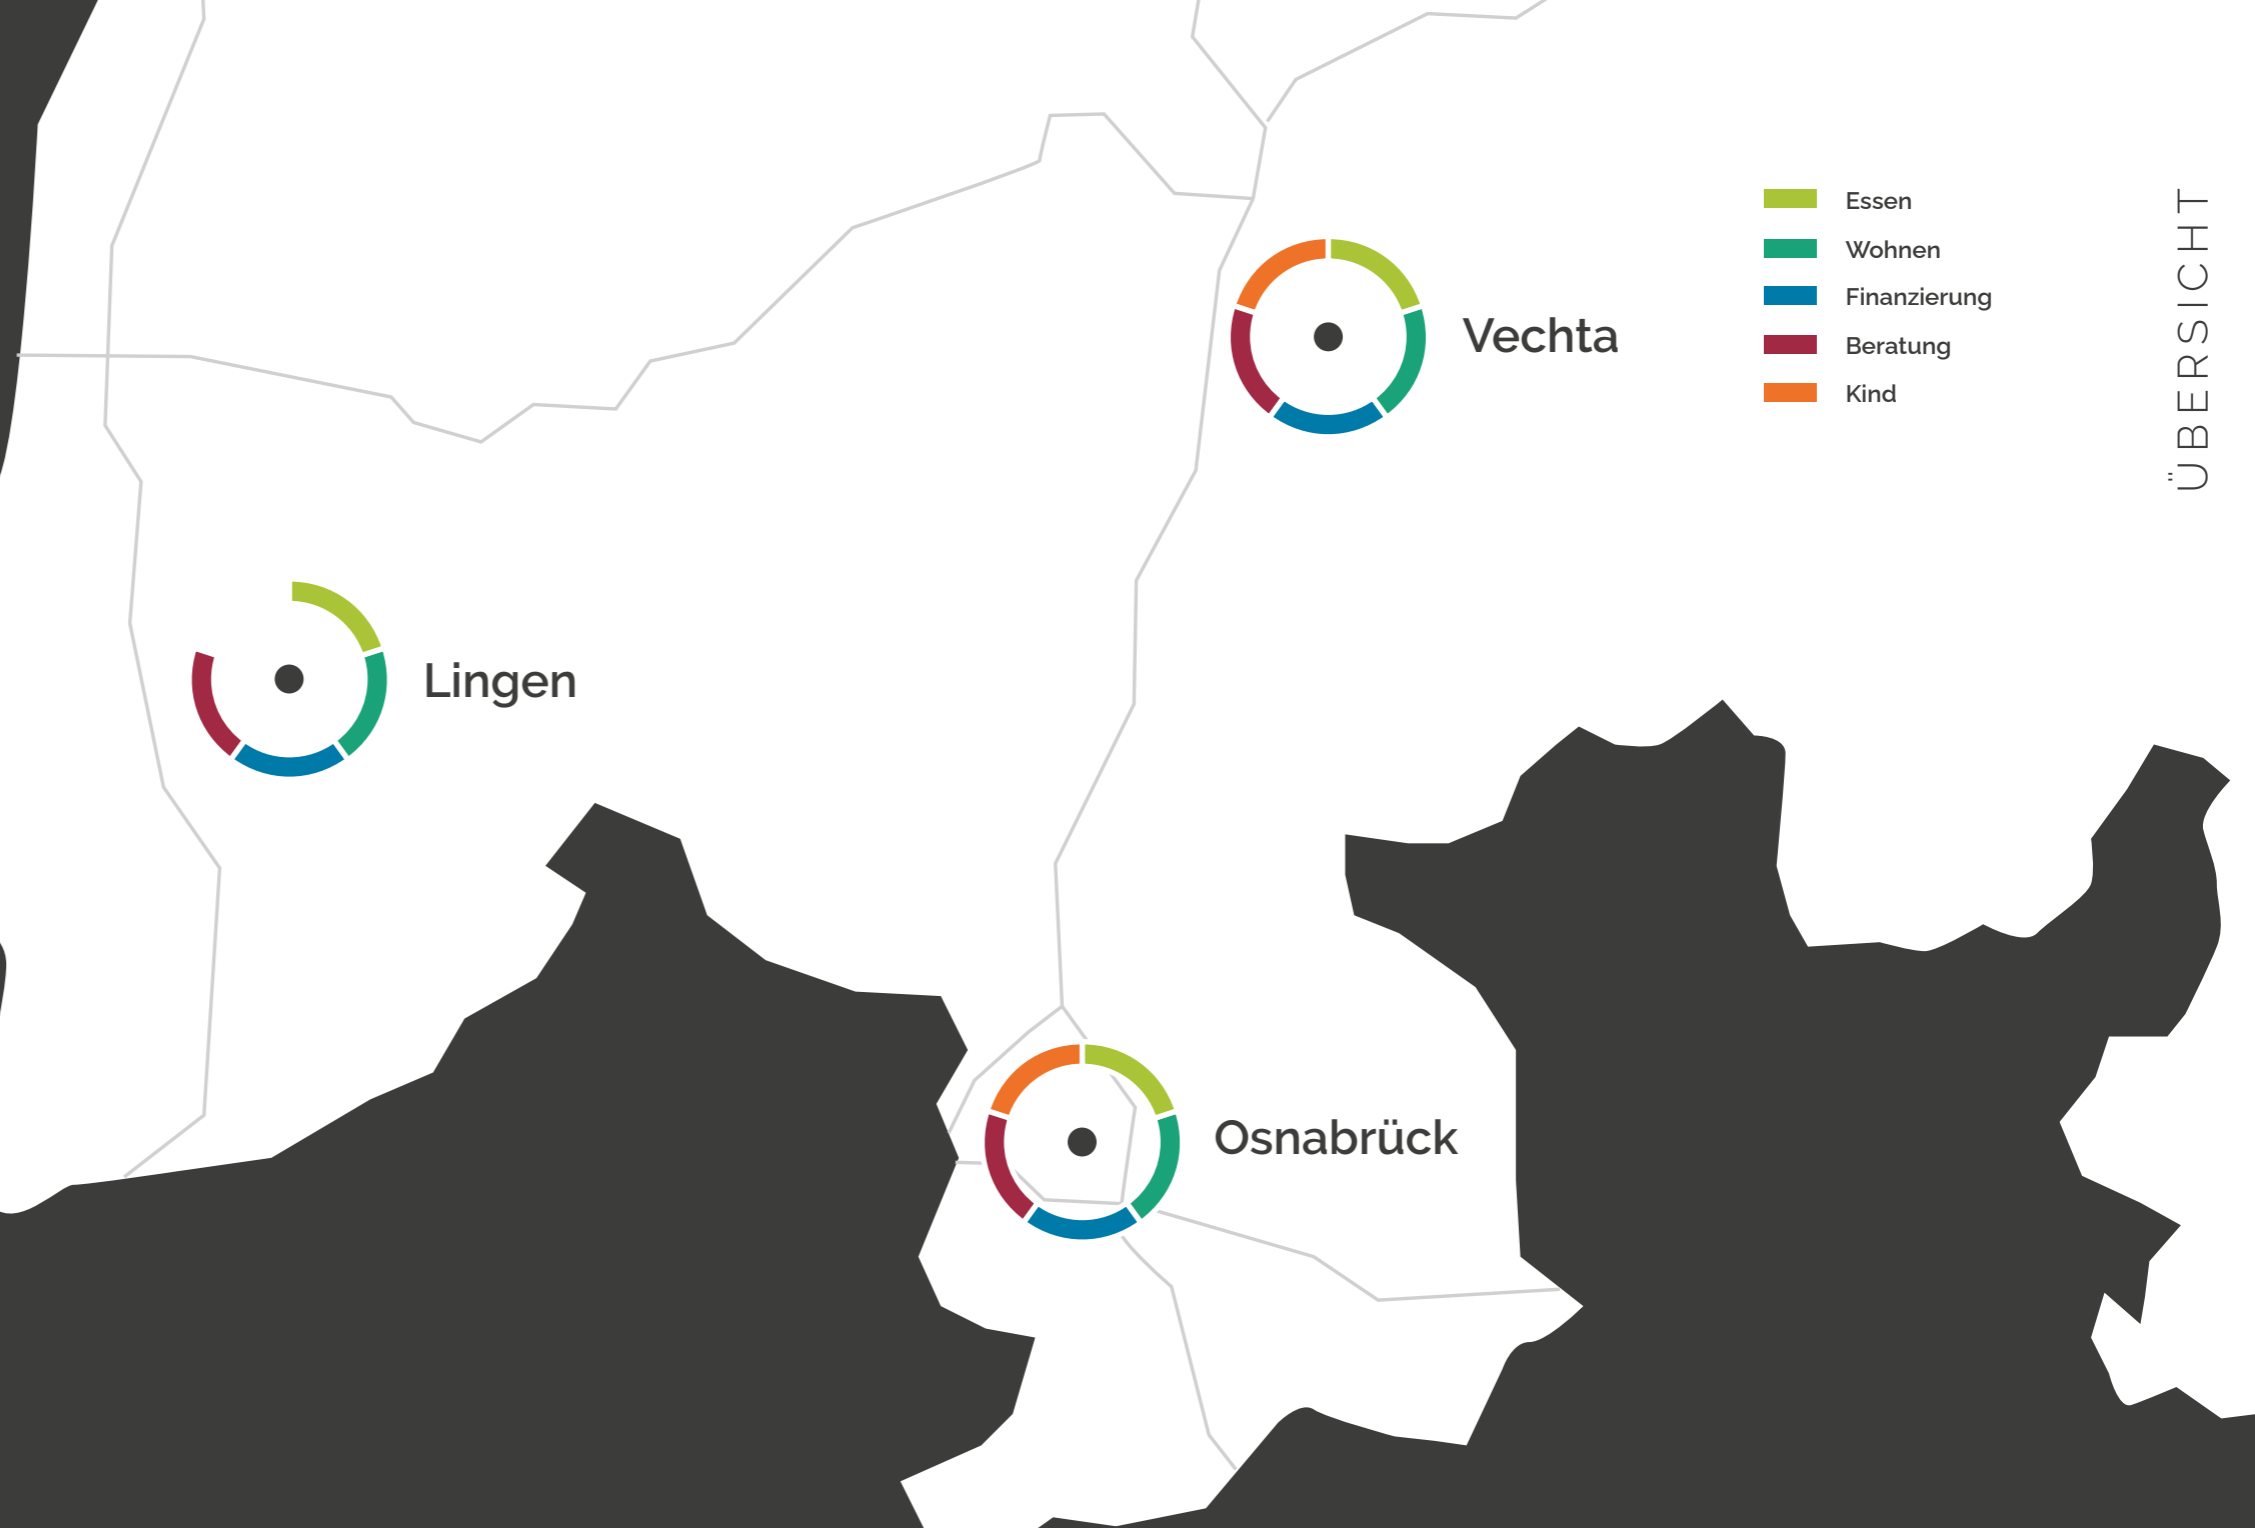 Essen
Wohnen
Finanzierung
Beratung
Kind
ÜBERSICHT
Vechta
Lingen
Osnabrück